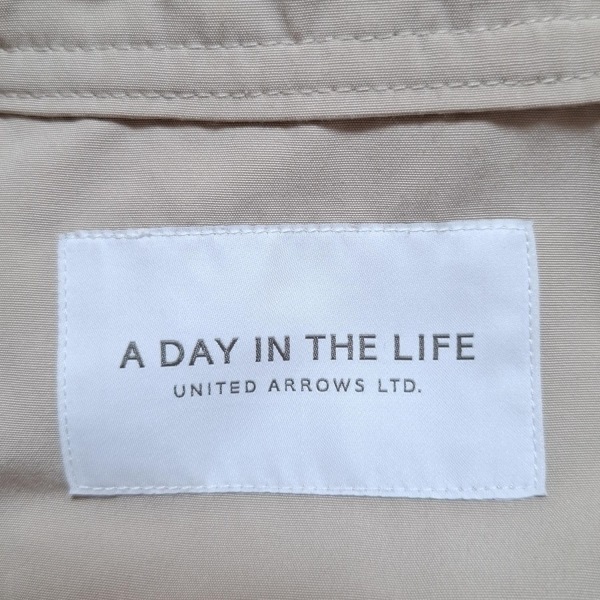 A DAY IN THE LIFE
UNITED ARROWS LTD.